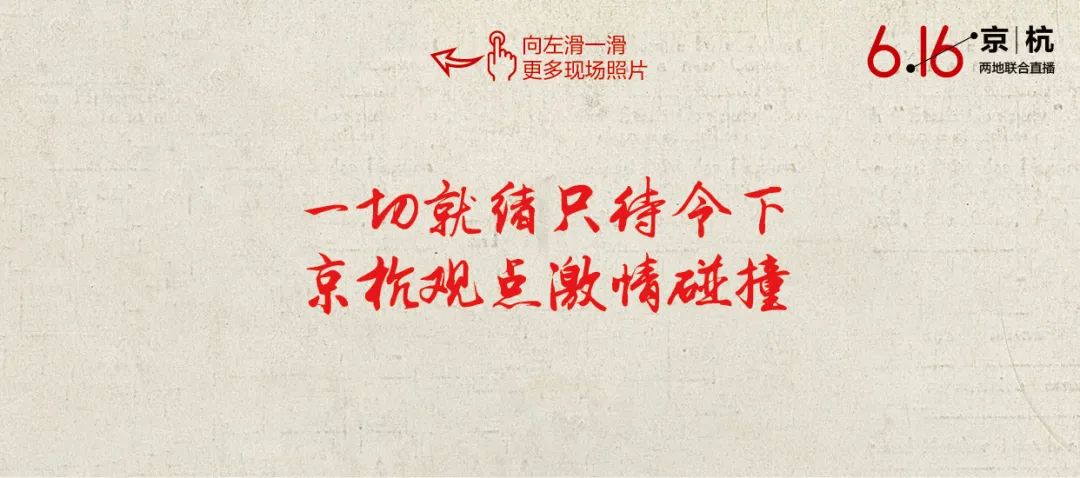 向左滑一滑
更多现场照片
6.16 京|杭
两地联合直播
一切就绪只待令下
京杭观点激情碰撞